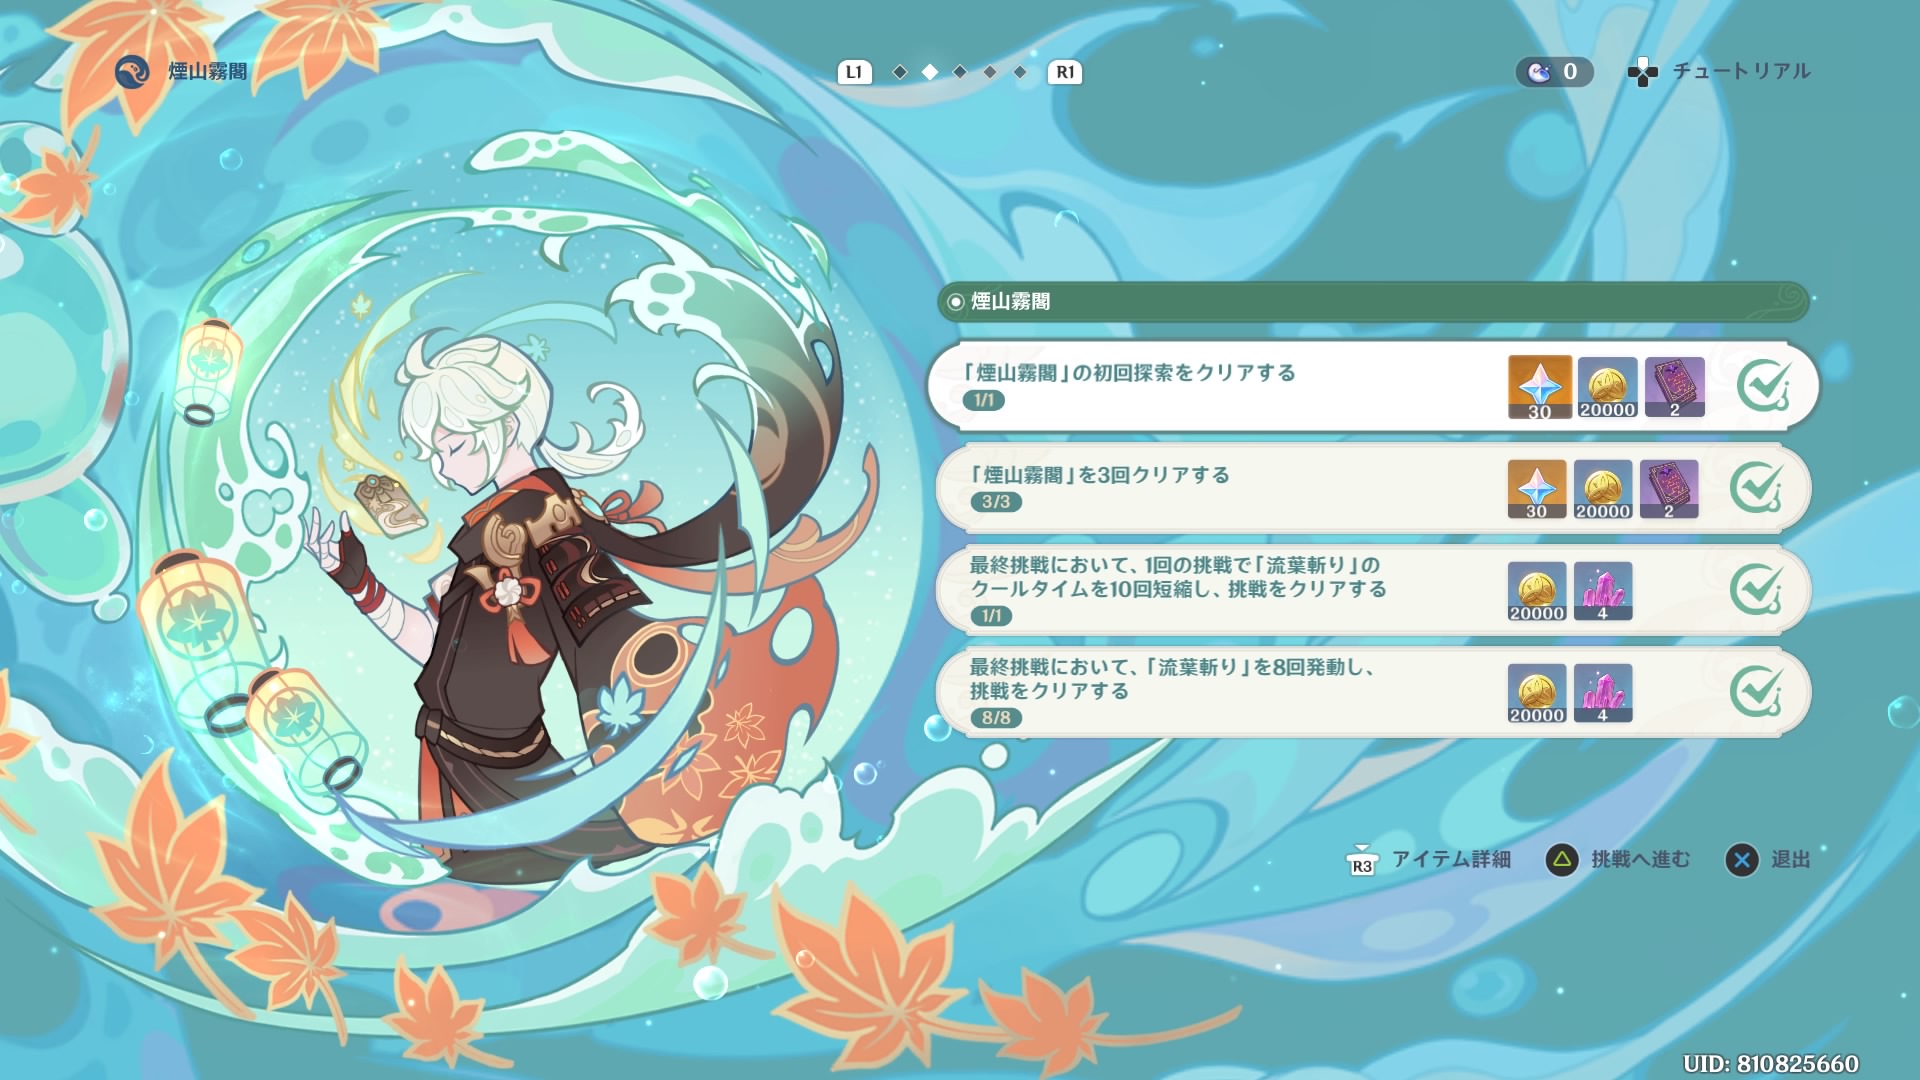 煙山霧閣
L1
R1
0
チュートリアル
煙山霧閣
「煙山霧閣」の初回探索をクリアする
1/1
30
20000
2
「煙山霧閣」を3回クリアする
3/3
30
20000
2
最終挑戦において、1回の挑戦で「流葉斬り」の
クールタイムを10回短縮し、挑戦をクリアする
1/1
20000
4
最終挑戦において、「流葉斬り」を8回発動し、
挑戦をクリアする
8/8
20000
4
R3 アイテム詳細
挑戦へ進む
退出
UID: 810825660